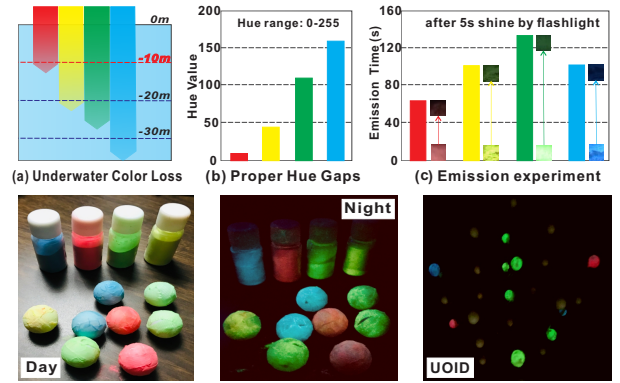 0m
-10m
-20m
-30m
(a) Underwater Color Loss
200
150
100
50
0
Hue Value
Hue range: 0-255
(b) Proper Hue Gaps
160
120
80
40
0
Emission Time (s)
after 5s shine by flashlight
(c) Emission experiment
Day
Night
UOID